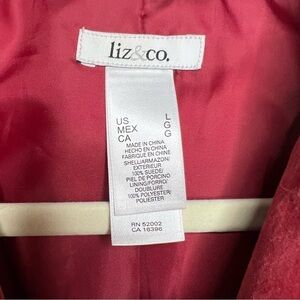 liz&co.
US L
MEX G
CA G
MADE IN CHINA
HECHO EN CHINA
FABRIQUE EN CHINE
SHELL/ARMAZON/
EXTERIEUR
100% SUEDE/
PIEL DE PORCINO
LINING/FORRO/
DOUBLURE
100% POLYESTER/
POLIESTER
RN 52002
CA 16396